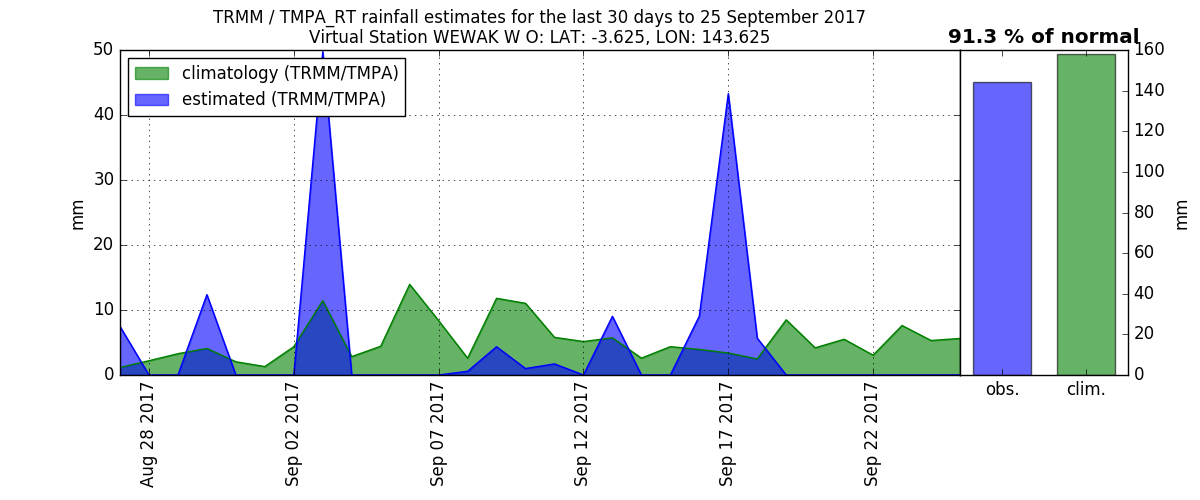 TRMM / TMPA_RT rainfall estimates for the last 30 days to 25 September 2017
Virtual Station WEWAK W O: LAT: -3.625, LON: 143.625
91.3 % of normal
climatology (TRMM/TMPA)
estimated (TRMM/TMPA)
50
40
30
20
10
0
mm
Aug 28 2017
Sep 02 2017
Sep 07 2017
Sep 12 2017
Sep 17 2017
Sep 22 2017
obs.
clim.
160
140
120
100
80
60
40
20
0
mm